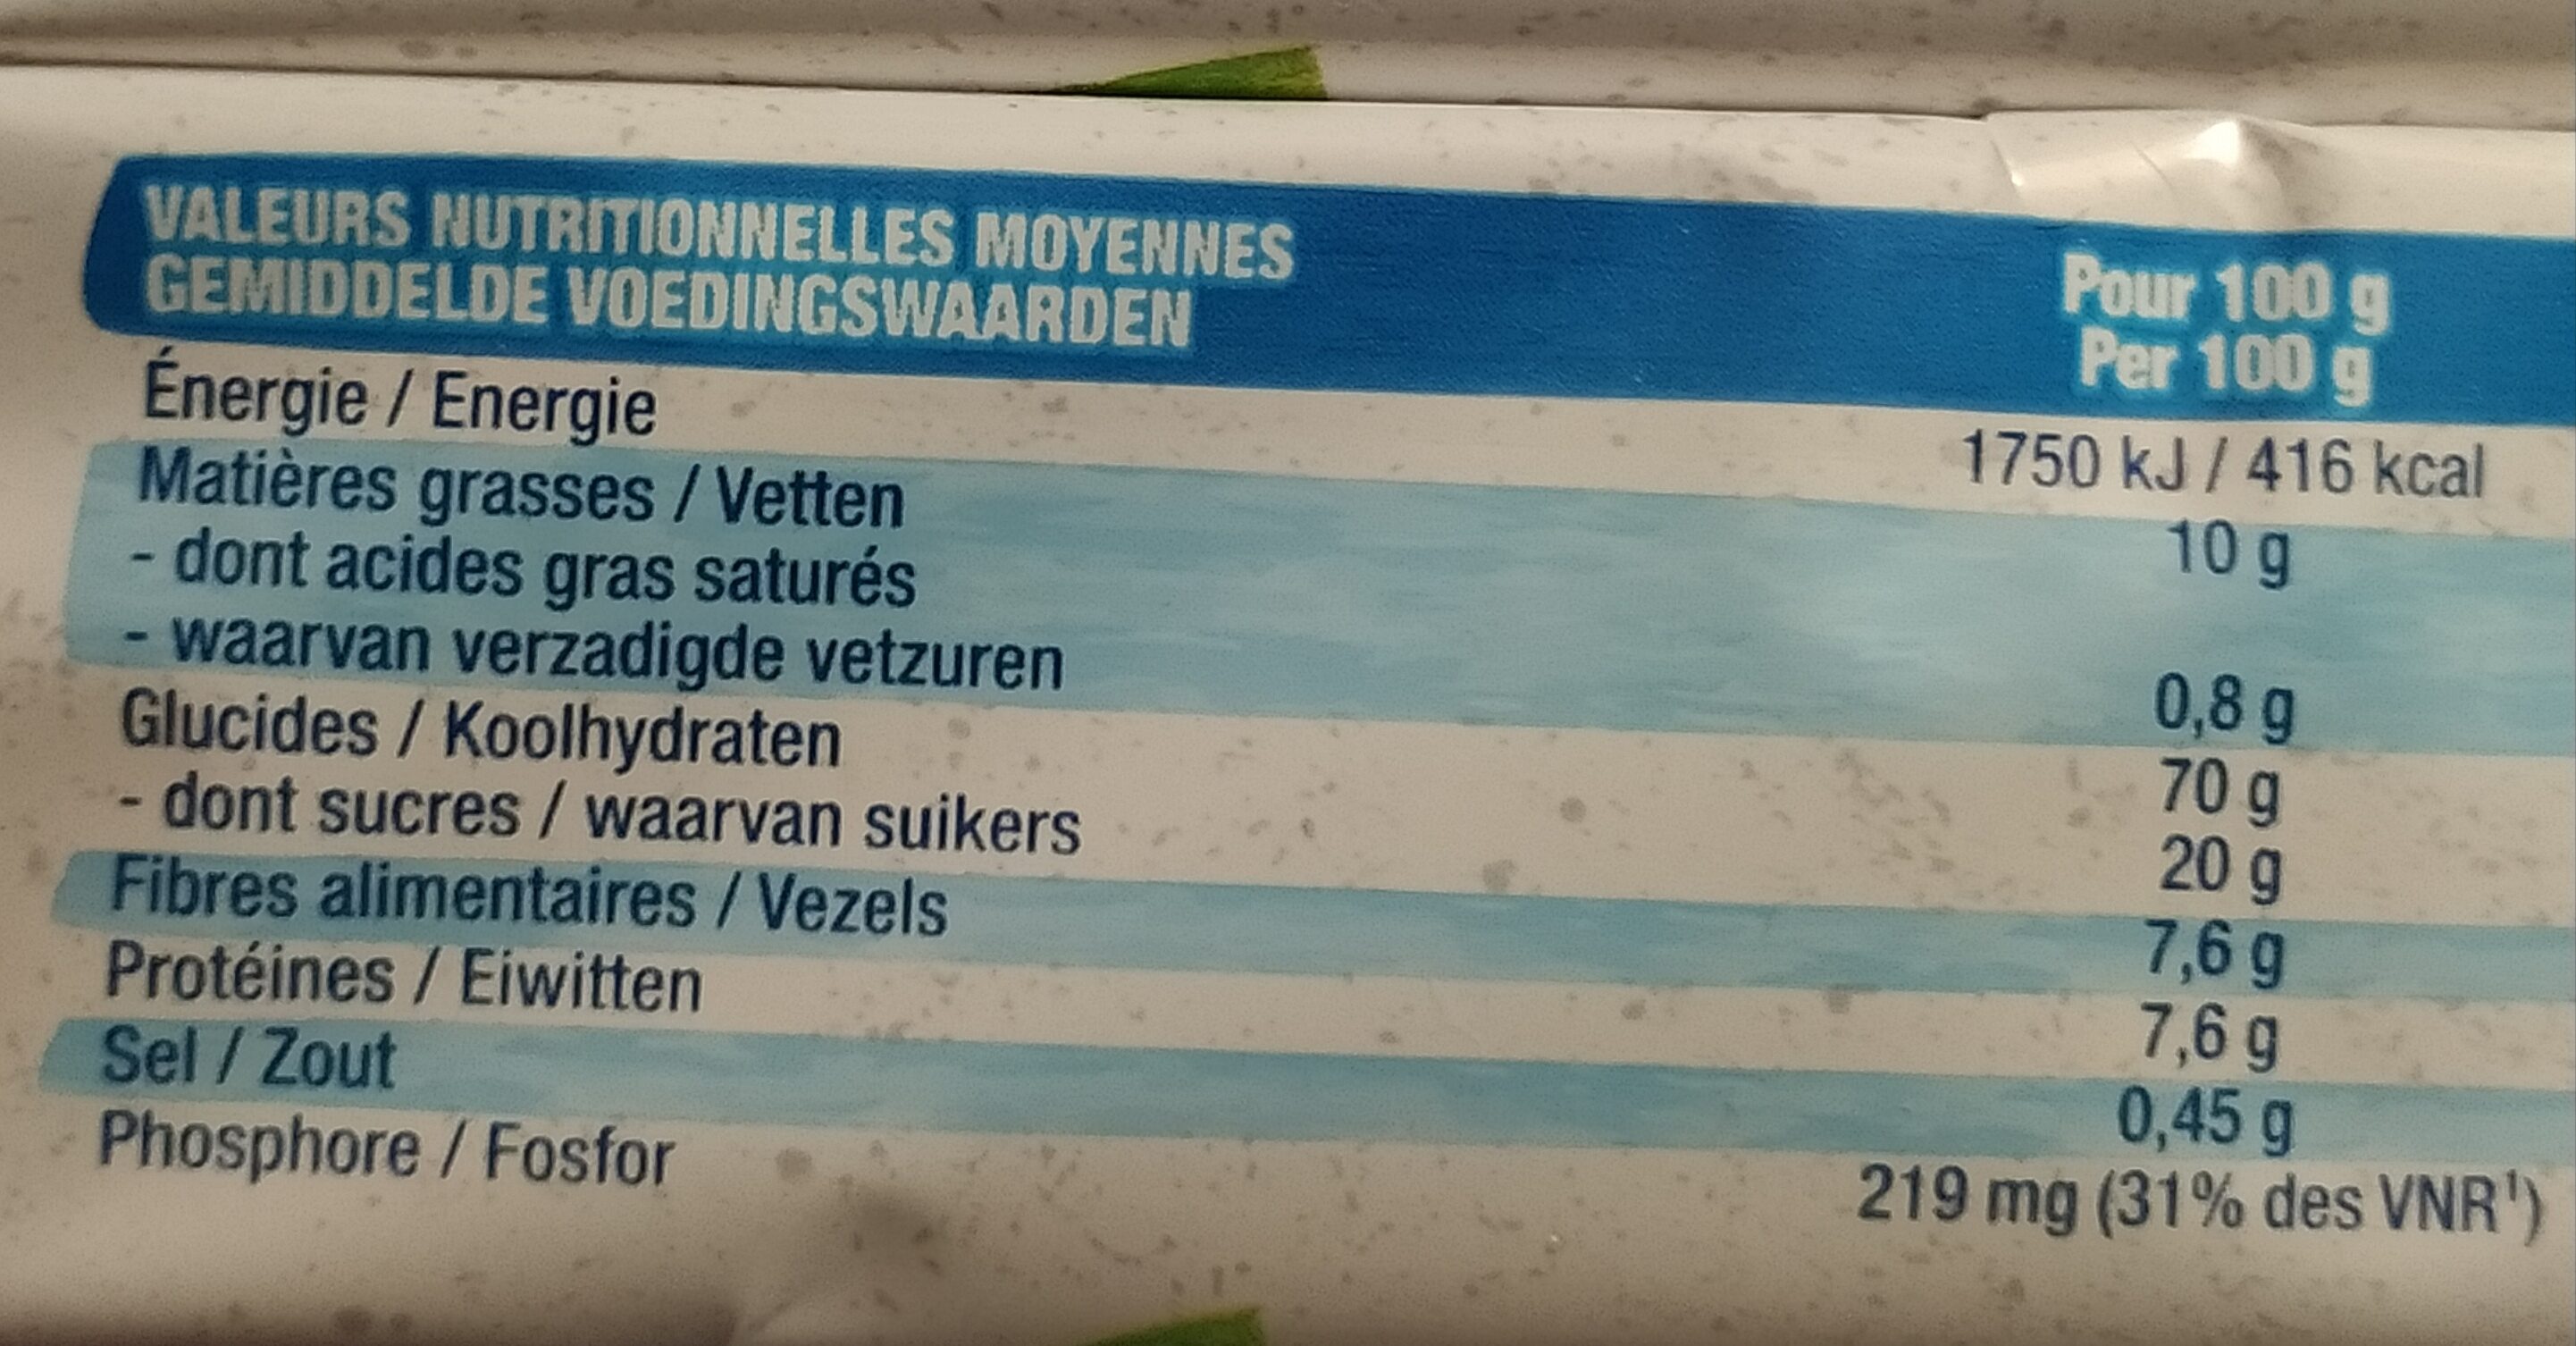 VALEURS NUTRITIONNELLES MOYENNES
GEMIDDELDE VOEDINGSWAARDEN
Pour 100 g
Per 100 g
Énergie / Energie 1750 kJ / 416 kcal
Matières grasses / Vetten 10 g
- dont acides gras saturés
- waarvan verzadigde vetzuren 0,8 g
Glucides / Koolhydraten 70 g
- dont sucres / waarvan suikers 20 g
Fibres alimentaires / Vezels 7,6 g
Protéines / Eiwitten 7,6 g
Sel / Zout 0,45 g
Phosphore / Fosfor 219 mg (31% des VNR¹)